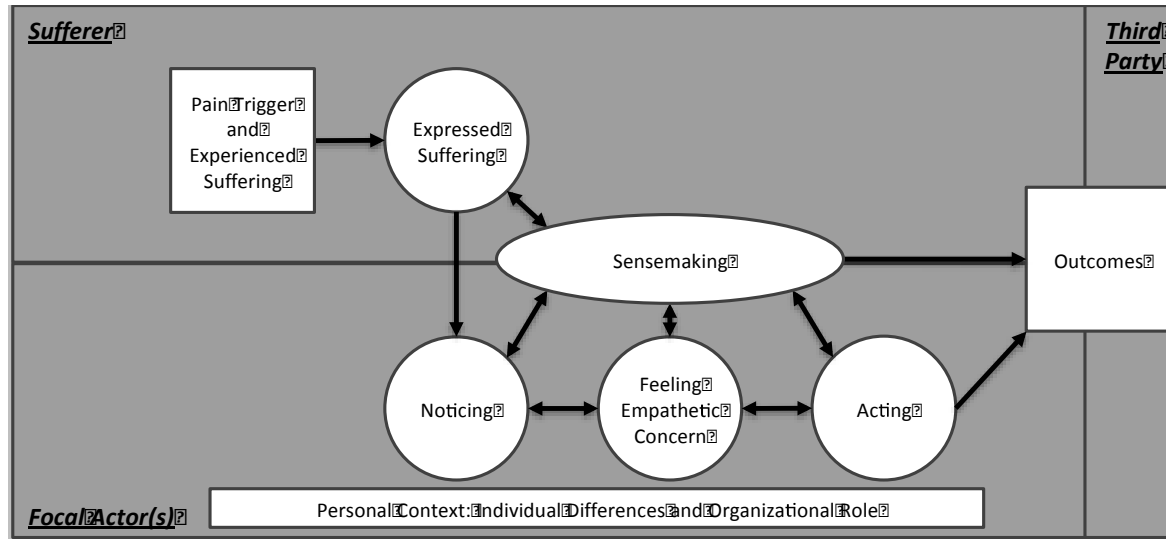 Sufferer
Third
Party
Pain Trigger
and
Experienced
Suffering
Expressed
Suffering
Sensemaking
Outcomes
Noticing
Feeling
Empathetic
Concern
Acting
Personal Context: Individual Differences and Organizational Role
Focal Actor(s)